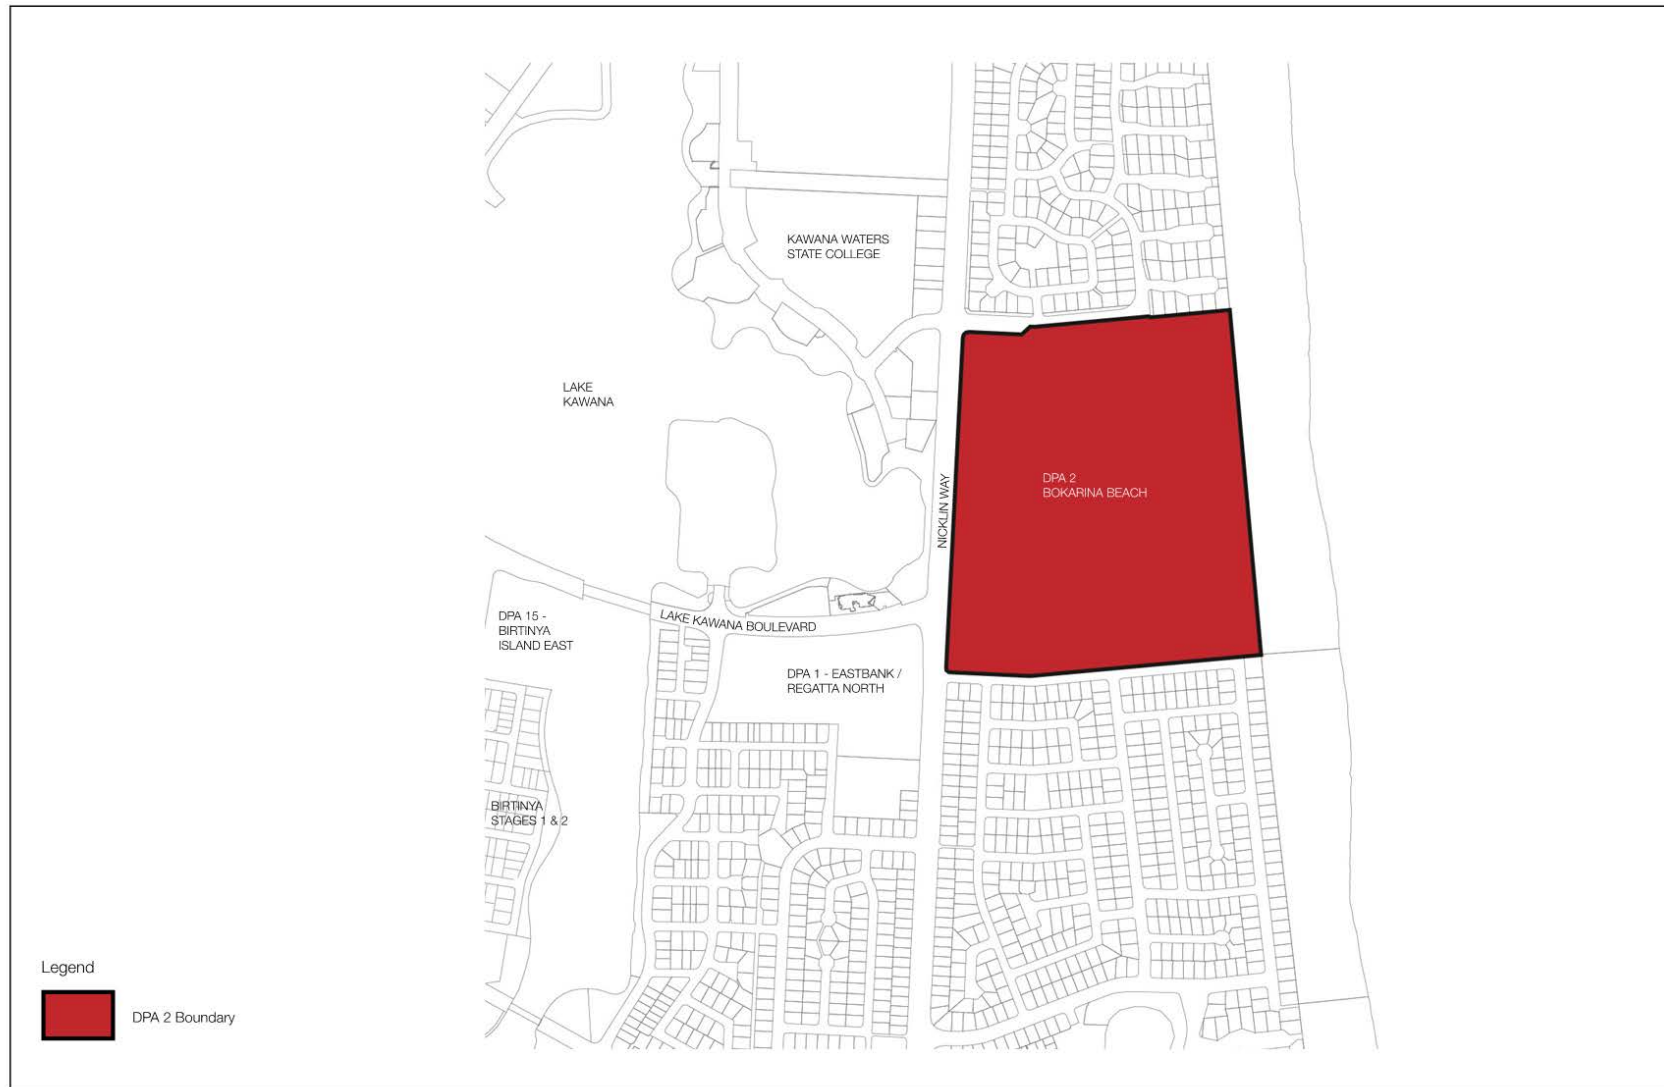 KAWANA WATERS
STATE COLLEGE
LAKE
KAWANA
DPA 2
BOKARINA BEACH
NICKLIN WAY
DPA 15 -
BIRTINYA
ISLAND EAST
LAKE KAWANA BOULEVARD
DPA 1 - EASTBANK /
REGATTA NORTH
BIRTINYA
STAGES 1 & 2
Legend
DPA 2 Boundary